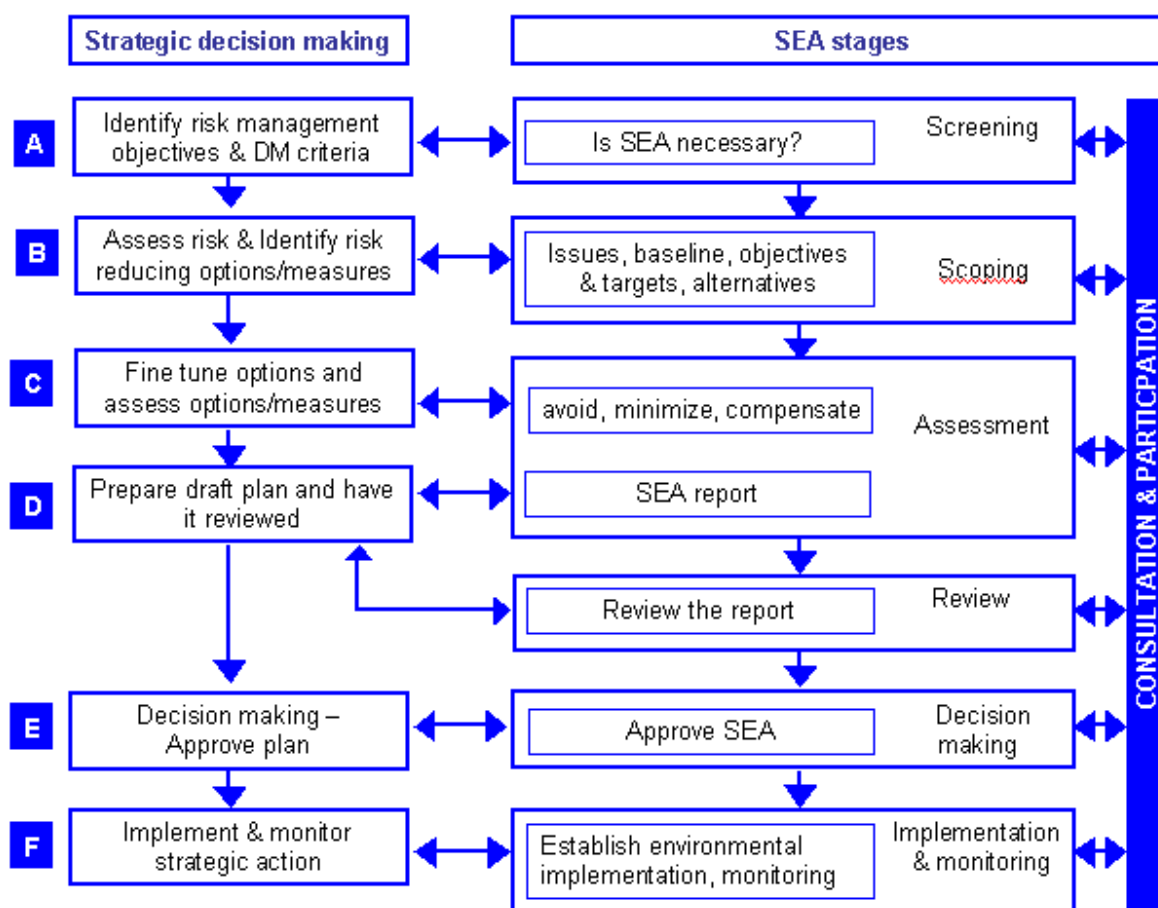 Strategic decision making
SEA stages
A
Identify risk management
objectives & DM criteria
Is SEA necessary?
Screening
B
Assess risk & Identify risk
reducing options/measures
Issues, baseline, objectives
& targets, alternatives
Scoping
C
Fine tune options and
assess options/measures
avoid, minimize, compensate
Assessment
D
Prepare draft plan and have
it reviewed
SEA report
Review the report
Review
E
Decision making –
Approve plan
Approve SEA
Decision
making
F
Implement & monitor
strategic action
Establish environmental
implementation, monitoring
Implementation
& monitoring
CONSULTATION & PARTICPATION